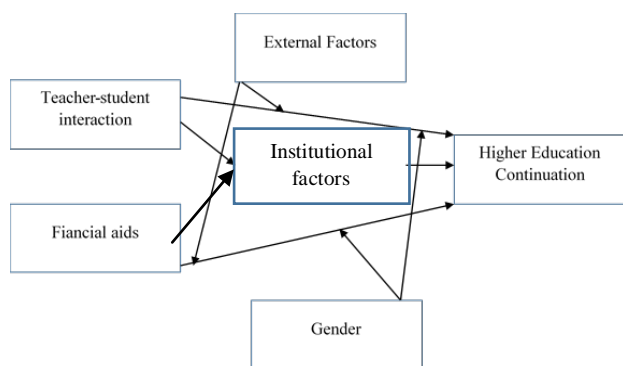 External Factors
Teacher-student
interaction
Institutional
factors
Higher Education
Continuation
Fiancial aids
Gender